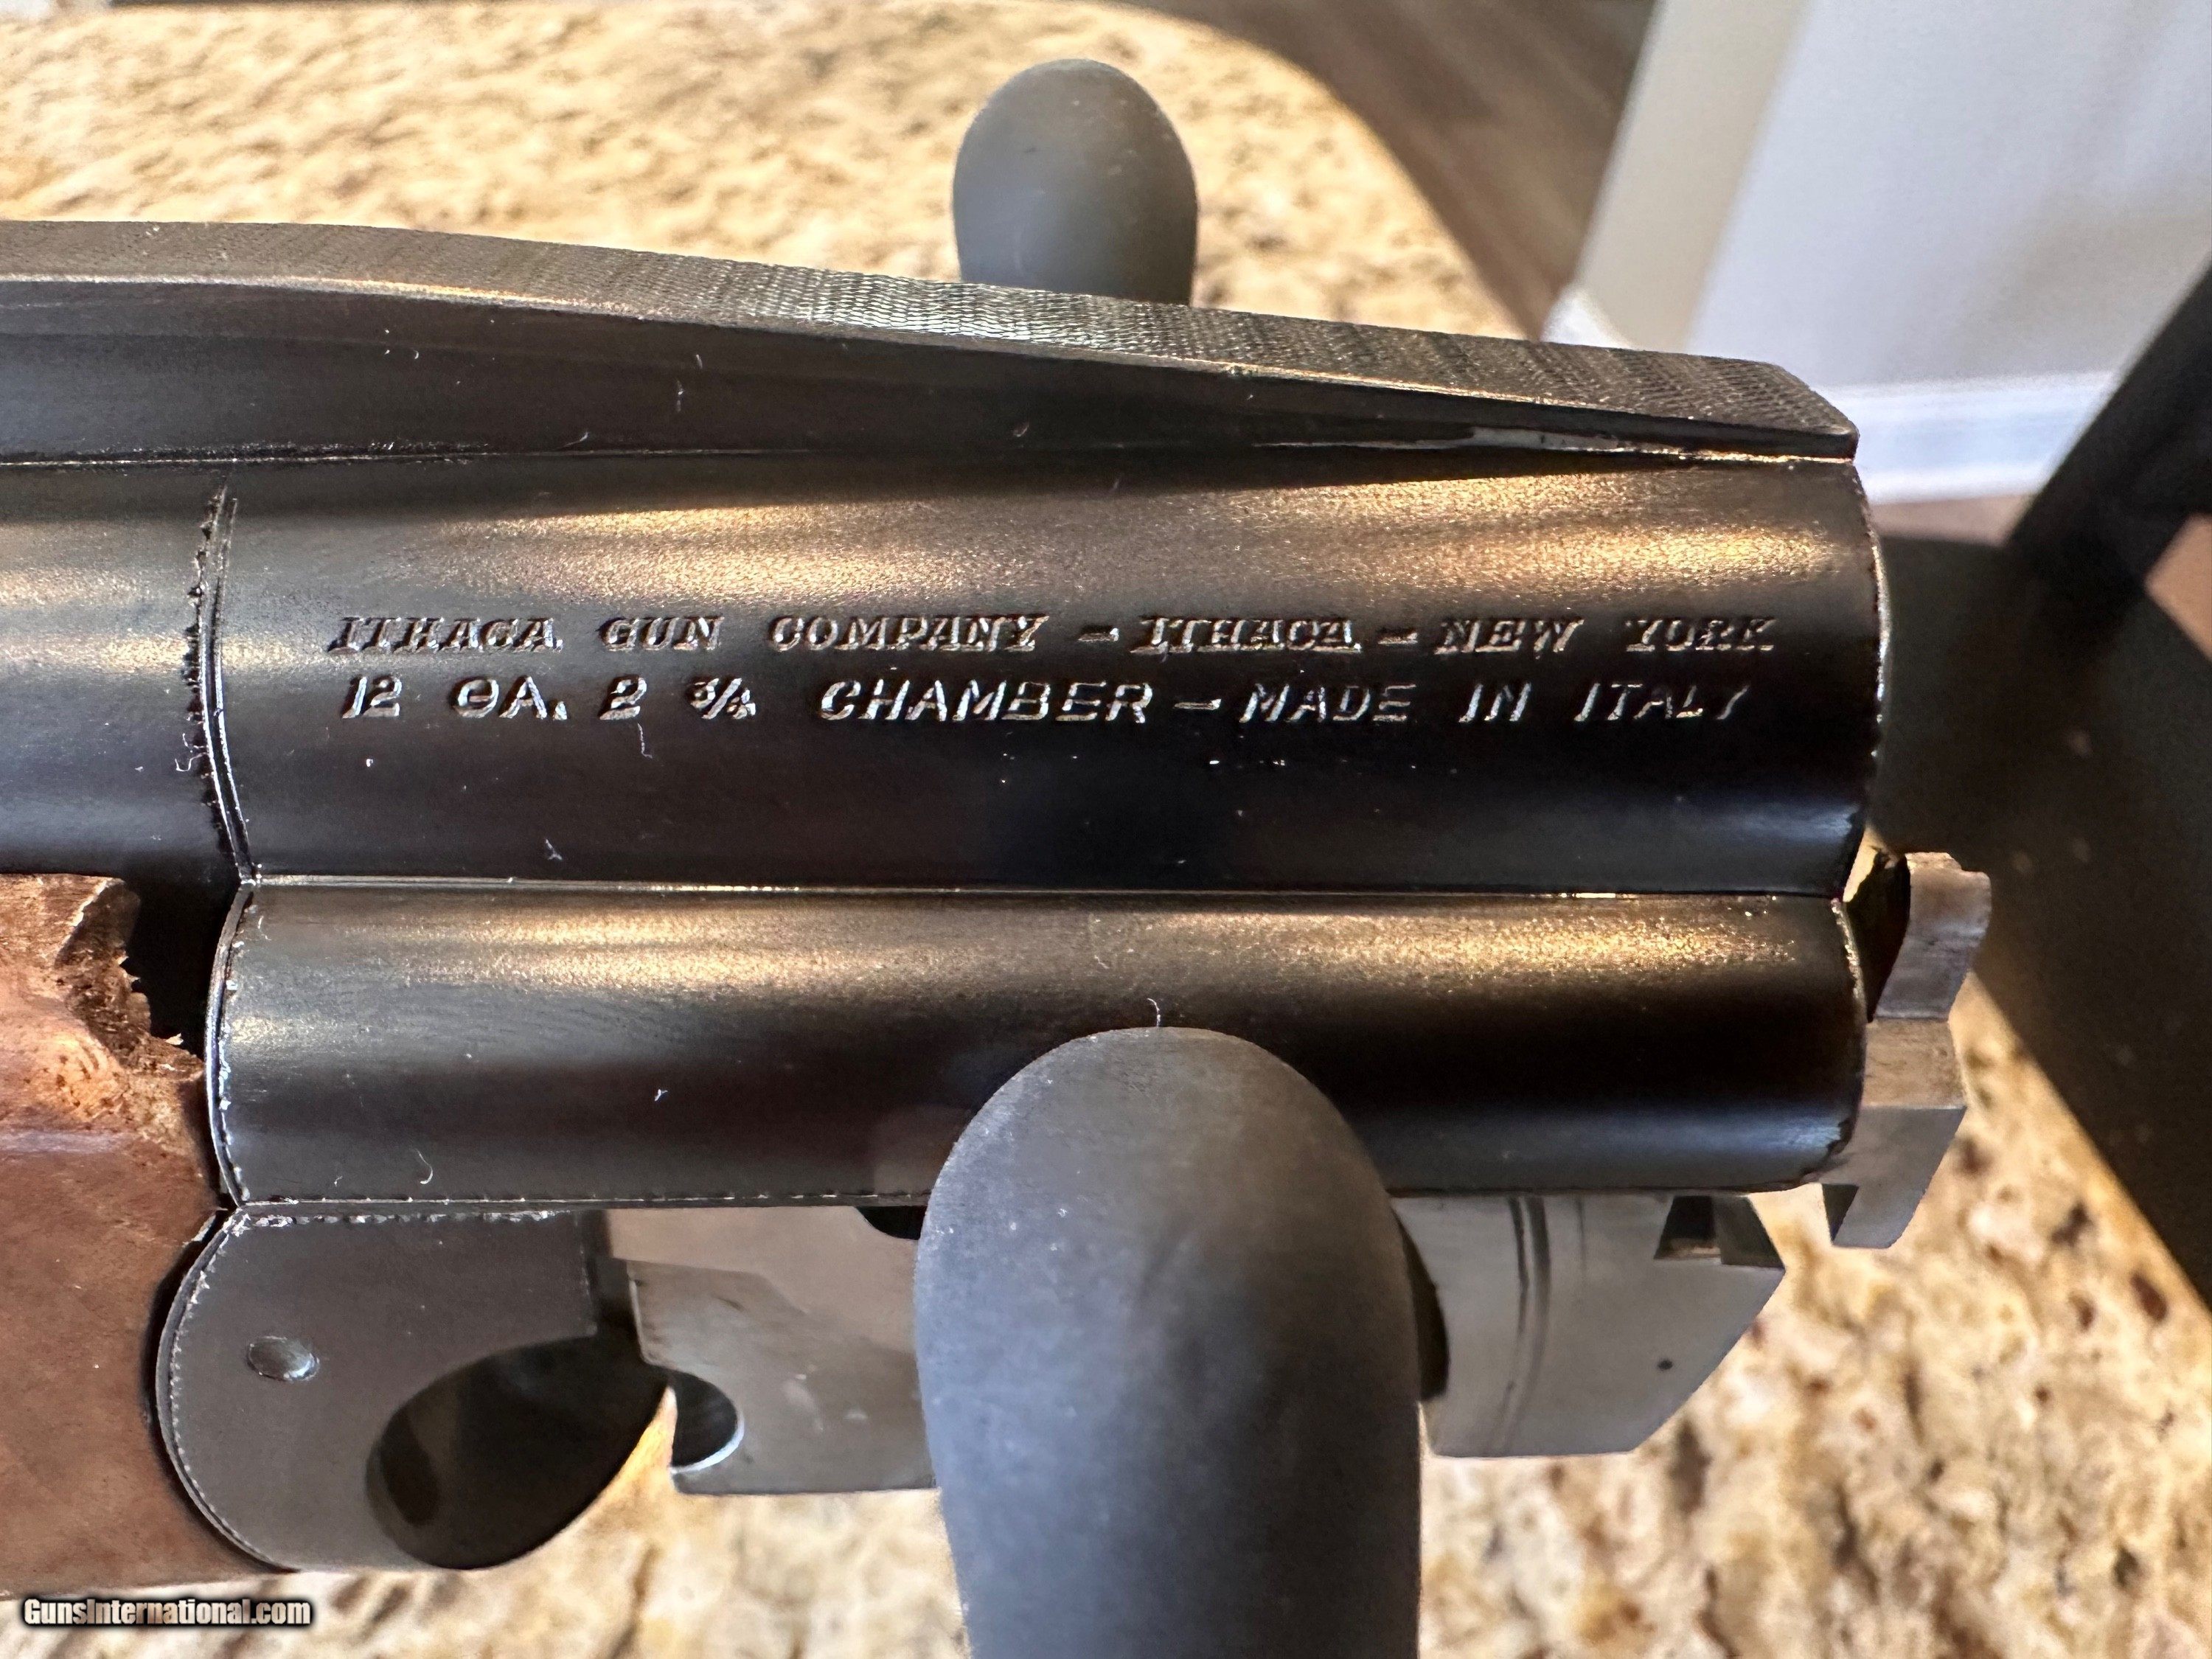 ITHACA GUN COMPANY - ITHACA - NEW YORK
12 GA. 2 3/4 CHAMBER - MADE IN ITALY
GunsInternational.com